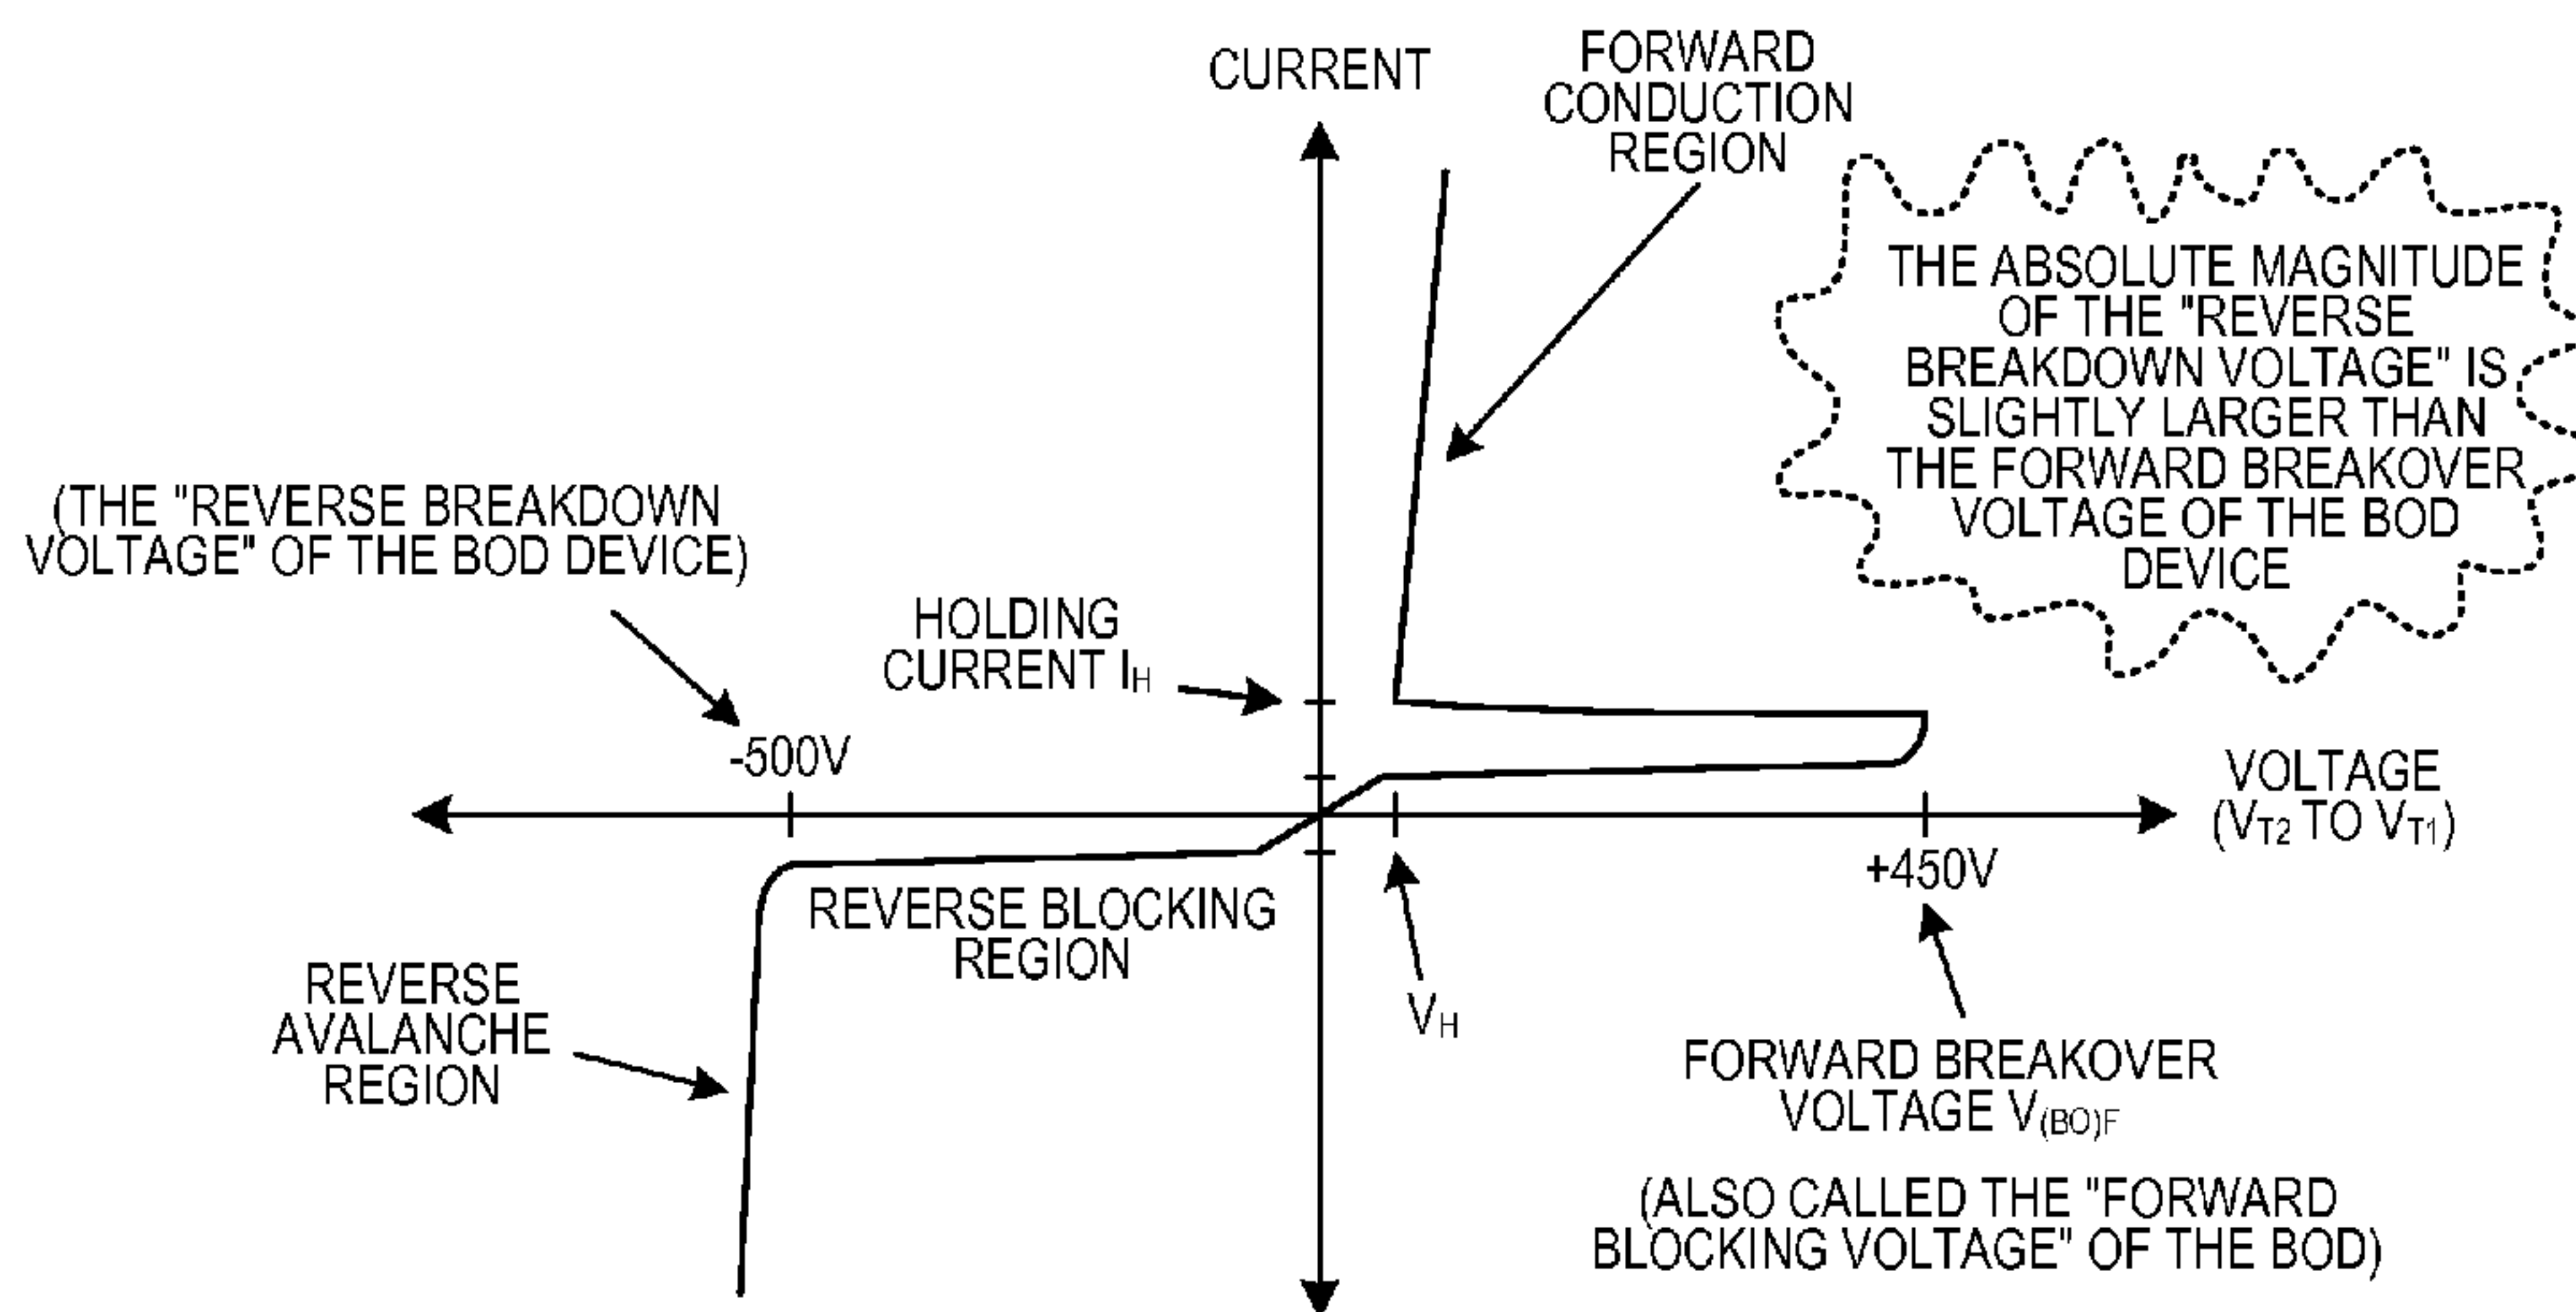 CURRENT
FORWARD
CONDUCTION
REGION
THE ABSOLUTE MAGNITUDE
OF THE "REVERSE
BREAKDOWN VOLTAGE" IS
SLIGHTLY LARGER THAN
THE FORWARD BREAKOVER
VOLTAGE OF THE BOD
DEVICE
(THE "REVERSE BREAKDOWN
VOLTAGE" OF THE BOD DEVICE)
HOLDING
CURRENT IH
-500V
VOLTAGE
(VT2 TO VT1)
+450V
REVERSE BLOCKING
REGION
REVERSE
AVALANCHE
REGION
VH
FORWARD BREAKOVER
VOLTAGE V(BO)F
(ALSO CALLED THE "FORWARD
BLOCKING VOLTAGE" OF THE BOD)